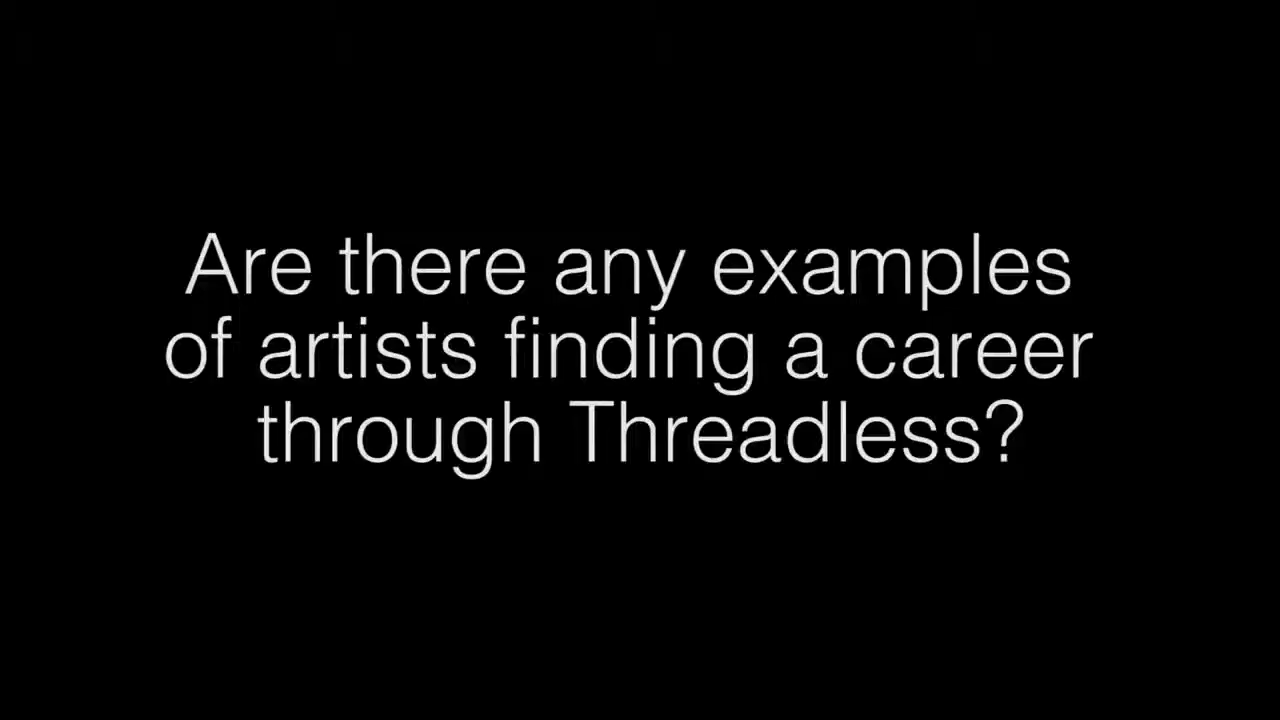 Are there any examples
of artists finding a career
through Threadless?